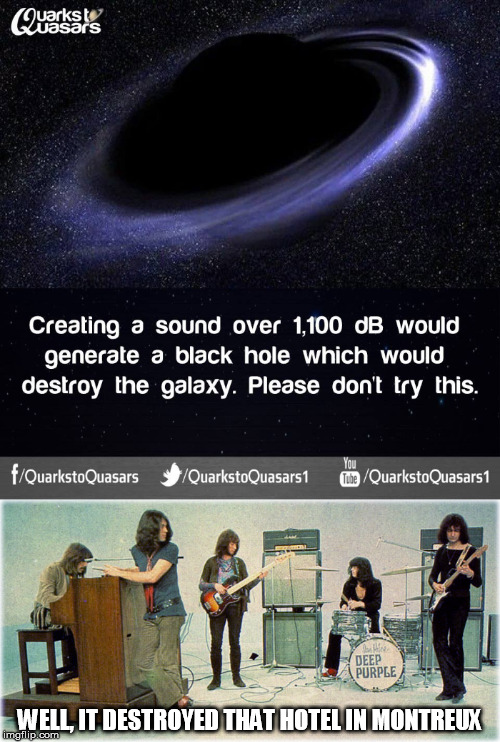 Quarks to
Quasars
Creating a sound over 1,100 dB would
generate a black hole which would
destroy the galaxy. Please don't try this.
f/QuarkstoQuasars /QuarkstoQuasars1 You Tube /QuarkstoQuasars1
DEEP
PURPLE
WELL, IT DESTROYED THAT HOTEL IN MONTREUX
imgflip.com